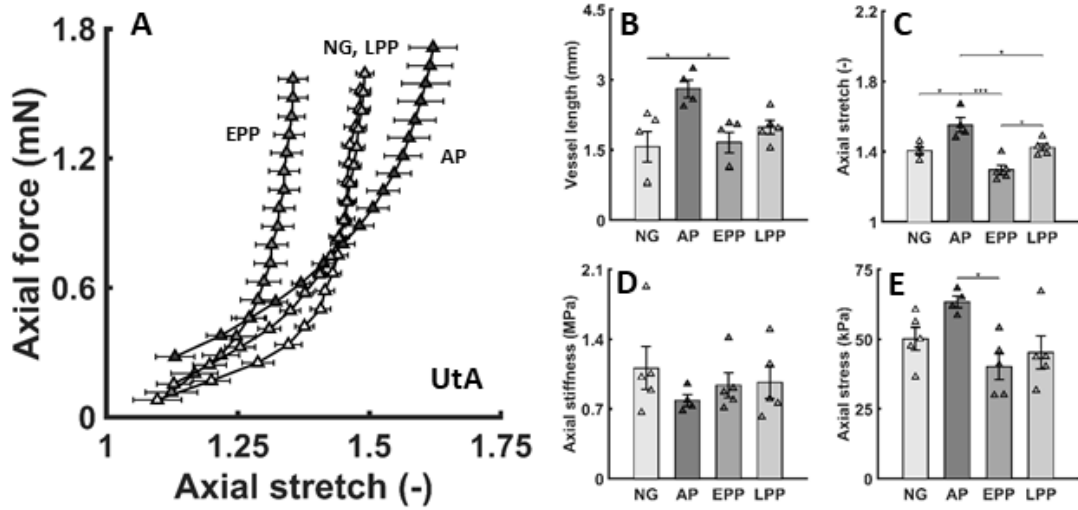 A
Axial force (mN)
1.8
1.2
0.6
0
NG, LPP
EPP
AP
UtA
1
1.25
1.5
1.75
Axial stretch (-)
B
Vessel length (mm)
4.5
3
1.5
0
*
*
NG AP EPP LPP
C
Axial stretch (-)
2.2
1.8
1.4
1
*
*
***
*
NG AP EPP LPP
D
Axial stiffness (MPa)
2.1
1.4
0.7
0
NG AP EPP LPP
E
Axial stress (kPa)
75
50
25
0
*
NG AP EPP LPP